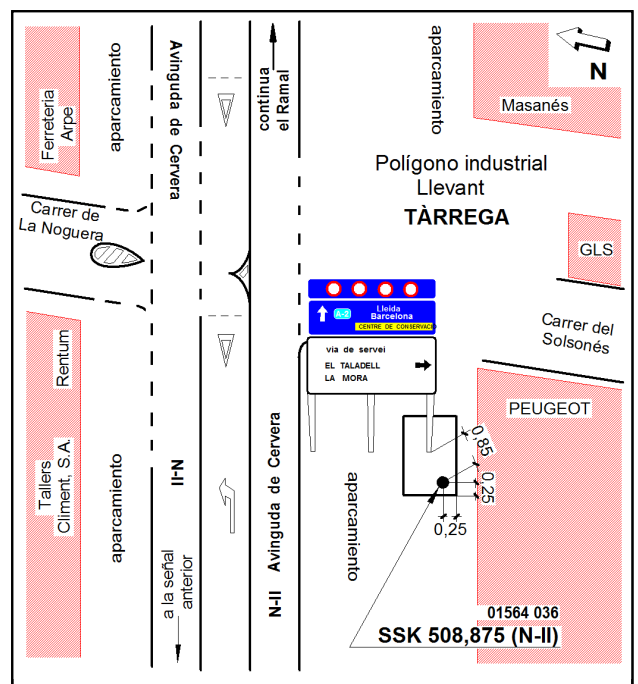 Ferreteria
Arpe
aparcamiento
Avinguda de Cervera
continua
el Ramal
aparcamiento
N
Masanés
Polígono industrial
Llevant
TÀRREGA
Carrer de
La Noguera
GLS
A-2
Lleida
Barcelona
CENTRE DE CONSERVACIÓ
via de servei
EL TALADELL
LA MORA
Carrer del
Solsonés
Rentum
PEUGEOT
Tallers
Climent, S.A.
aparcamiento
N-II
a la señal
anterior
N-II Avinguda de Cervera
aparcamiento
0,85
0,25
0,25
01564 036
SSK 508,875 (N-II)